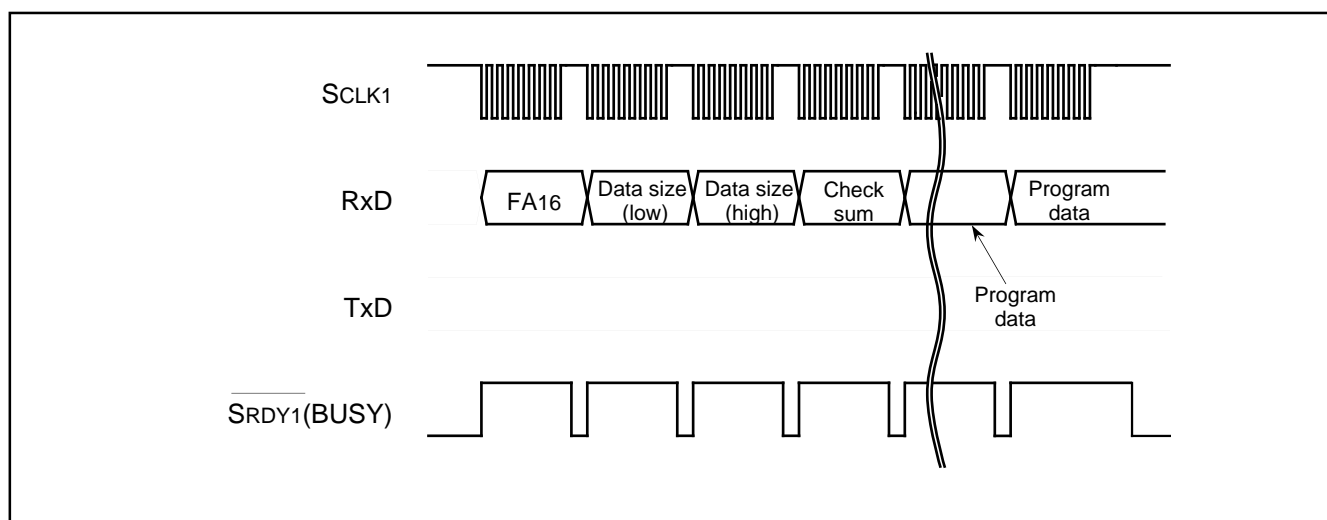 SCLK1
RxD
FA16
Data size
(low)
Data size
(high)
Check
sum
Program
data
Program
data
TxD
SRDY1(BUSY)